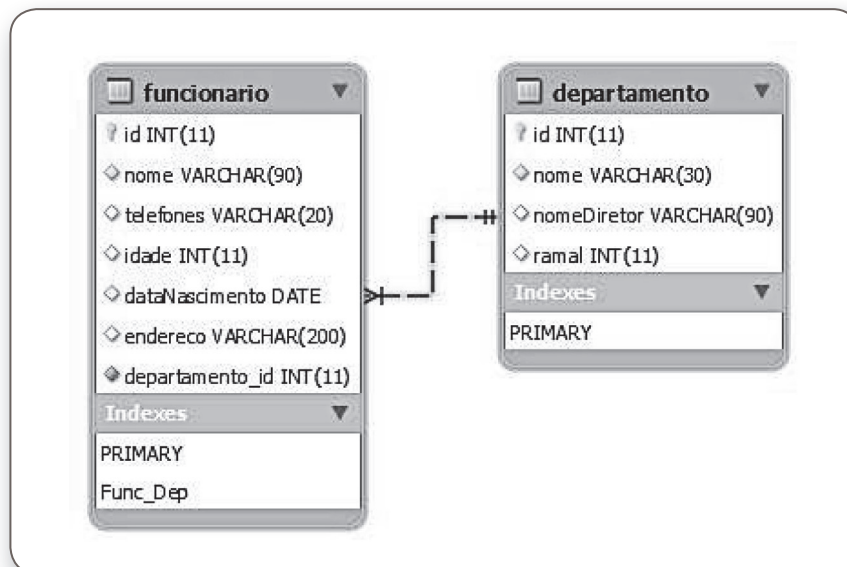 funcionario
id INT(11)
nome VARCHAR(90)
telefones VARCHAR(20)
idade INT(11)
dataNascimento DATE
endereco VARCHAR(200)
departamento_id INT(11)
Indexes
PRIMARY
Func_Dep
departamento
id INT(11)
nome VARCHAR(30)
nomeDiretor VARCHAR(90)
ramal INT(11)
Indexes
PRIMARY